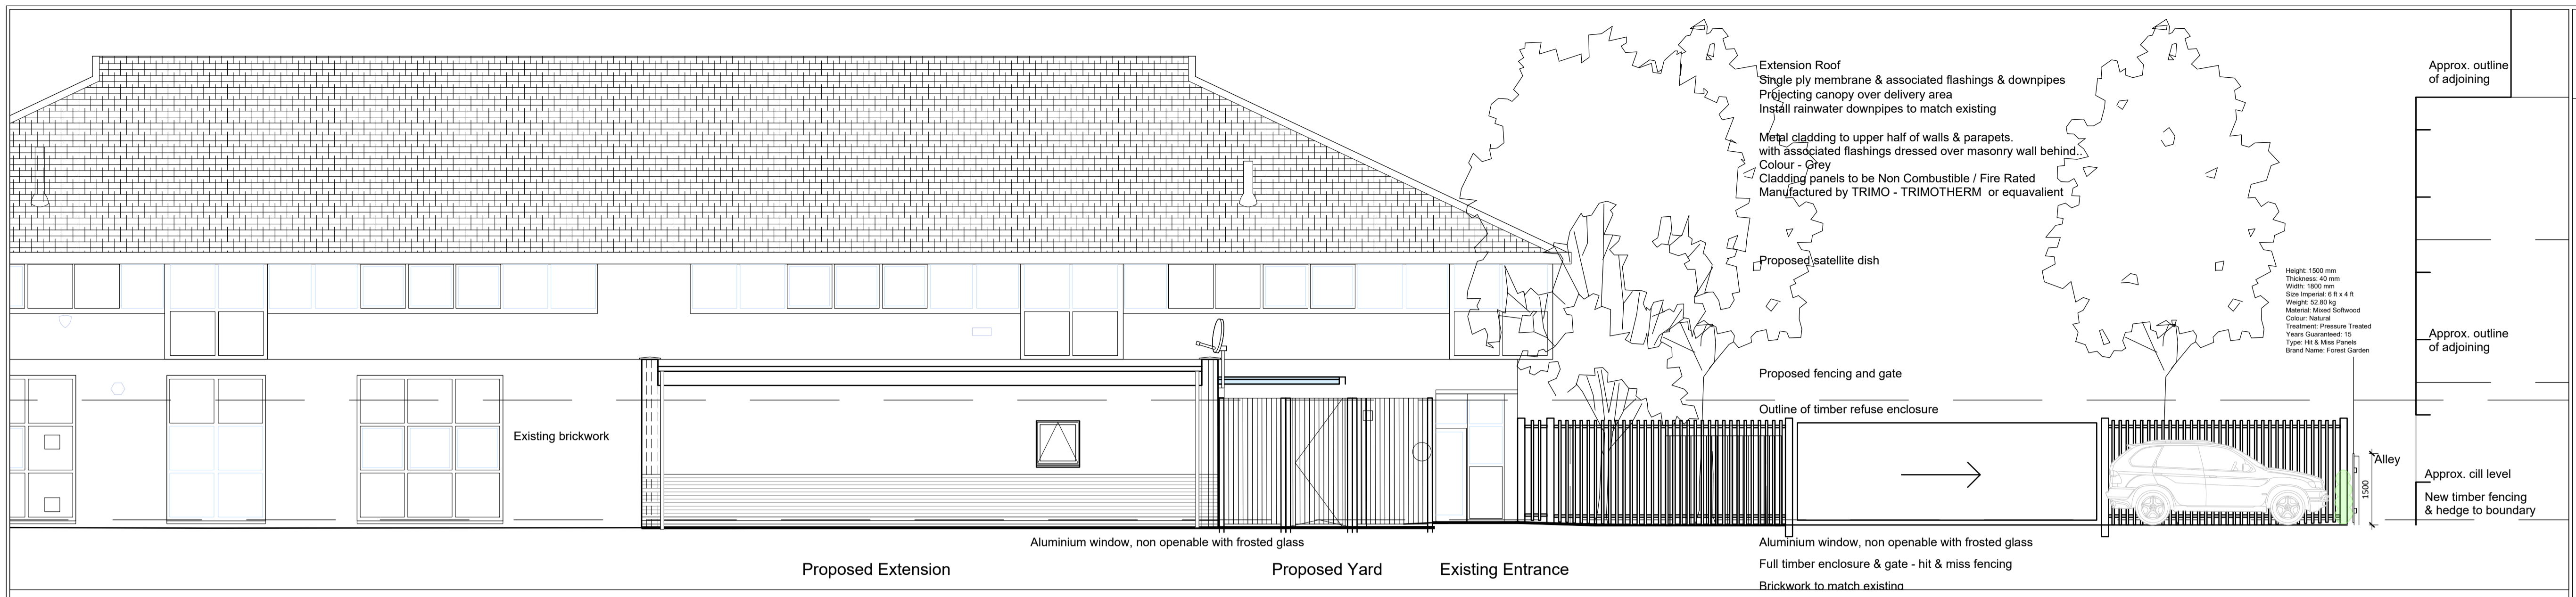 Extension Roof
Single ply membrane & associated flashings & downpipes
Projecting canopy over delivery area
Install rainwater downpipes to match existing
Metal cladding to upper half of walls & parapets.
with associated flashings dressed over masonry wall behind..
Colour - Grey
Cladding panels to be Non Combustible / Fire Rated
Manufactured by TRIMO - TRIMOTHERM or equavalient
Proposed satellite dish
Proposed fencing and gate
Outline of timber refuse enclosure
Height: 1500 mm
Thickness: 40 mm
Width: 1800 mm
Size Imperial: 6 ft x 4 ft
Weight: 52.80 kg
Material: Mixed Softwood
Colour: Natural
Treatment: Pressure Treated
Years Guaranteed: 15
Type: Hit & Miss Panels
Brand Name: Forest Garden
Approx. outline
of adjoining
Approx. outline
of adjoining
Existing brickwork
Alley
1500
Approx. cill level
New timber fencing
& hedge to boundary
Aluminium window, non openable with frosted glass
Proposed Extension
Proposed Yard
Existing Entrance
Aluminium window, non openable with frosted glass
Full timber enclosure & gate - hit & miss fencing
Brickwork to match existing